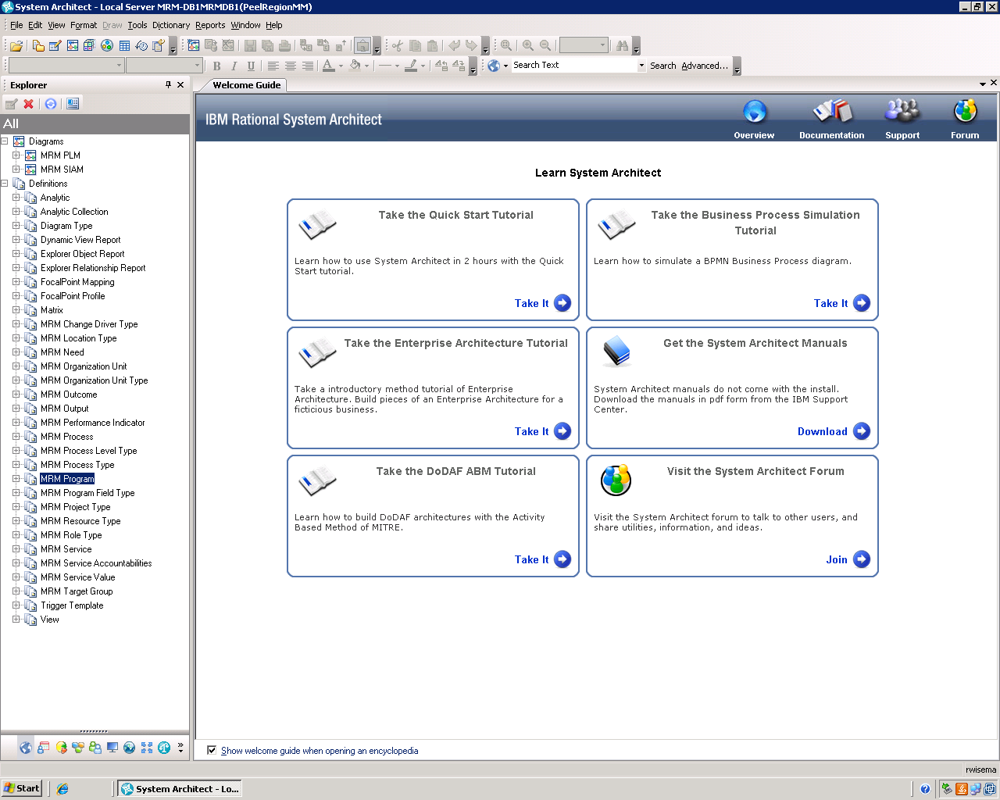 System Architect - Local Server MRM-DB1MRMDB1(PeelRegionMM)
File Edit View Format Draw Tools Dictionary Reports Window Help
B I U A Search Text Search Advanced...
Explorer
Welcome Guide
All
IBM Rational System Architect
Overview Documentation Support Forum
Diagrams
MRM PLM
MRM SIAM
Definitions
Analytic
Analytic Collection
Diagram Type
Dynamic View Report
Explorer Object Report
Explorer Relationship Report
FocalPoint Mapping
FocalPoint Profile
Matrix
MRM Change Driver Type
MRM Location Type
MRM Need
MRM Organization Unit
MRM Organization Unit Type
MRM Outcome
MRM Output
MRM Performance Indicator
MRM Process
MRM Process Level Type
MRM Process Type
MRM Program
MRM Program Field Type
MRM Project Type
MRM Resource Type
MRM Role Type
MRM Service
MRM Service Accountabilities
MRM Service Value
MRM Target Group
Trigger Template
View
Learn System Architect
Take the Quick Start Tutorial
Learn how to use System Architect in 2 hours with the Quick
Start tutorial.
Take It
Take the Business Process Simulation
Tutorial
Learn how to simulate a BPMN Business Process diagram.
Take It
Take the Enterprise Architecture Tutorial
Take a introductory method tutorial of Enterprise
Architecture. Build pieces of an Enterprise Architecture for a
ficticious business.
Take It
Get the System Architect Manuals
System Architect manuals do not come with the install.
Download the manuals in pdf form from the IBM Support
Center.
Download
Take the DoDAF ABM Tutorial
Learn how to build DoDAF architectures with the Activity
Based Method of MITRE.
Take It
Visit the System Architect Forum
Visit the System Architect forum to talk to other users, and
share utilities, information, and ideas.
Join
Show welcome guide when opening an encyclopedia
rwisema
Start
System Architect - Lo...